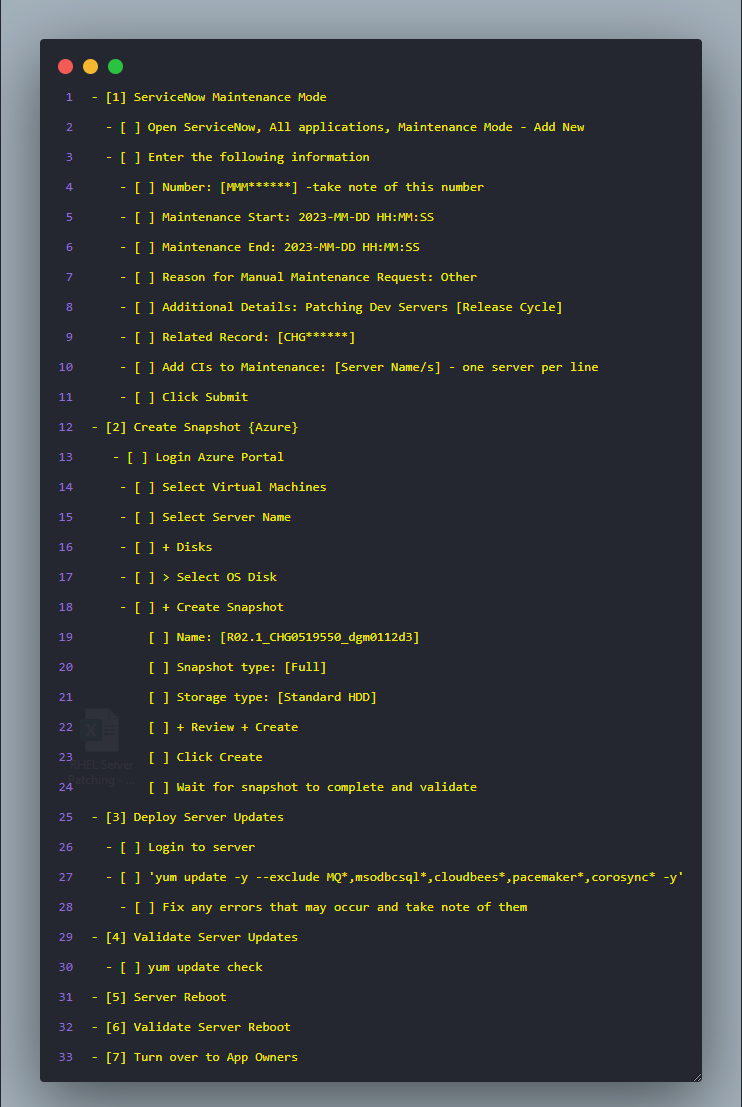 1 - [1] ServiceNow Maintenance Mode
2 - [ ] Open ServiceNow, All applications, Maintenance Mode - Add New
3 - [ ] Enter the following information
4 - [ ] Number: [MMM******] -take note of this number
5 - [ ] Maintenance Start: 2023-MM-DD HH:MM:SS
6 - [ ] Maintenance End: 2023-MM-DD HH:MM:SS
7 - [ ] Reason for Manual Maintenance Request: Other
8 - [ ] Additional Details: Patching Dev Servers [Release Cycle]
9 - [ ] Related Record: [CHG******]
10 - [ ] Add CIs to Maintenance: [Server Name/s] - one server per line
11 - [ ] Click Submit
12 - [2] Create Snapshot {Azure}
13 - [ ] Login Azure Portal
14 - [ ] Select Virtual Machines
15 - [ ] Select Server Name
16 - [ ] + Disks
17 - [ ] > Select OS Disk
18 - [ ] + Create Snapshot
19 [ ] Name: [R02.1_CHG0519550_dgm0112d3]
20 [ ] Snapshot type: [Full]
21 [ ] Storage type: [Standard HDD]
22 [ ] + Review + Create
23 [ ] Click Create
RHEL Server
Patching - ...
24 [ ] Wait for snapshot to complete and validate
25 - [3] Deploy Server Updates
26 - [ ] Login to server
27 - [ ] 'yum update -y --exclude MQ*,msodbcsql*,cloudbees*,pacemaker*,corosync* -y'
28 - [ ] Fix any errors that may occur and take note of them
29 - [4] Validate Server Updates
30 - [ ] yum update check
31 - [5] Server Reboot
32 - [6] Validate Server Reboot
33 - [7] Turn over to App Owners